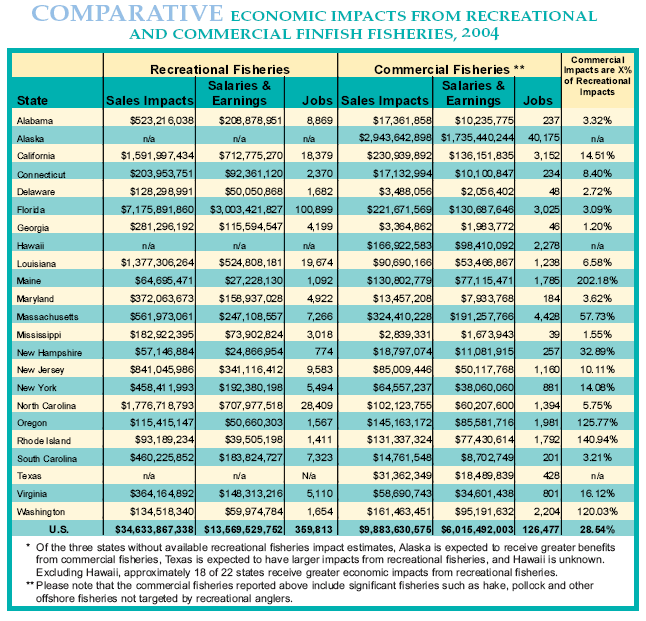 COMPARATIVE ECONOMIC IMPACTS FROM RECREATIONAL
AND COMMERCIAL FINFISH FISHERIES, 2004
Recreational Fisheries Commercial Fisheries ** Commercial Impacts are X% of Recreational Impacts
State Sales Impacts Salaries & Earnings Jobs Sales Impacts Salaries & Earnings Jobs
Alabama $523,216,038 $208,878,951 8,869 $17,361,858 $10,235,775 237 3.32%
Alaska n/a n/a n/a $2,943,642,898 $1,735,440,244 40,175 n/a
California $1,591,997,434 $712,775,270 18,379 $230,939,892 $136,151,835 3,152 14.51%
Connecticut $203,953,751 $92,361,120 2,370 $17,132,994 $10,100,847 234 8.40%
Delaware $128,298,991 $50,050,868 1,682 $3,488,056 $2,056,402 48 2.72%
Florida $7,175,891,860 $3,003,421,827 100,899 $221,671,569 $130,687,646 3,025 3.09%
Georgia $281,296,192 $115,594,547 4,199 $3,364,862 $1,983,772 46 1.20%
Hawaii n/a n/a n/a $166,922,583 $98,410,092 2,278 n/a
Louisiana $1,377,306,264 $524,808,181 19,674 $90,690,166 $53,466,867 1,238 6.58%
Maine $64,695,471 $27,228,130 1,092 $130,802,779 $77,115,471 1,785 202.18%
Maryland $372,063,673 $158,937,028 4,922 $13,457,208 $7,933,768 184 3.62%
Massachusetts $561,973,061 $247,108,557 7,266 $324,410,228 $191,257,766 4,428 57.73%
Mississippi $182,922,395 $73,902,824 3,018 $2,839,331 $1,673,943 39 1.55%
New Hampshire $57,146,884 $24,866,954 774 $18,797,074 $11,081,915 257 32.89%
New Jersey $841,045,986 $341,116,412 9,583 $85,009,446 $50,117,768 1,160 10.11%
New York $458,411,993 $192,380,198 5,494 $64,557,237 $38,060,060 881 14.08%
North Carolina $1,776,718,793 $707,977,518 28,409 $102,123,755 $60,207,600 1,394 5.75%
Oregon $115,415,147 $50,660,303 1,567 $145,163,172 $85,581,716 1,981 125.77%
Rhode Island $93,189,234 $39,505,198 1,411 $131,337,324 $77,430,614 1,792 140.94%
South Carolina $460,225,852 $183,824,727 7,323 $14,761,548 $8,702,749 201 3.21%
Texas n/a n/a N/a $31,362,349 $18,489,839 428 n/a
Virginia $364,164,892 $148,313,216 5,110 $58,690,743 $34,601,438 801 16.12%
Washington $134,518,340 $59,974,784 1,654 $161,463,451 $95,191,632 2,204 120.03%
U.S. $34,633,867,338 $13,569,529,752 359,813 $9,883,630,575 $6,015,492,003 126,477 28.54%
* Of the three states without available recreational fisheries impact estimates, Alaska is expected to receive greater benefits
from commercial fisheries, Texas is expected to have larger impacts from recreational fisheries, and Hawaii is unknown.
Excluding Hawaii, approximately 18 of 22 states receive greater economic impacts from recreational fisheries.
** Please note that the commercial fisheries reported above include significant fisheries such as hake, pollock and other
offshore fisheries not targeted by recreational anglers.